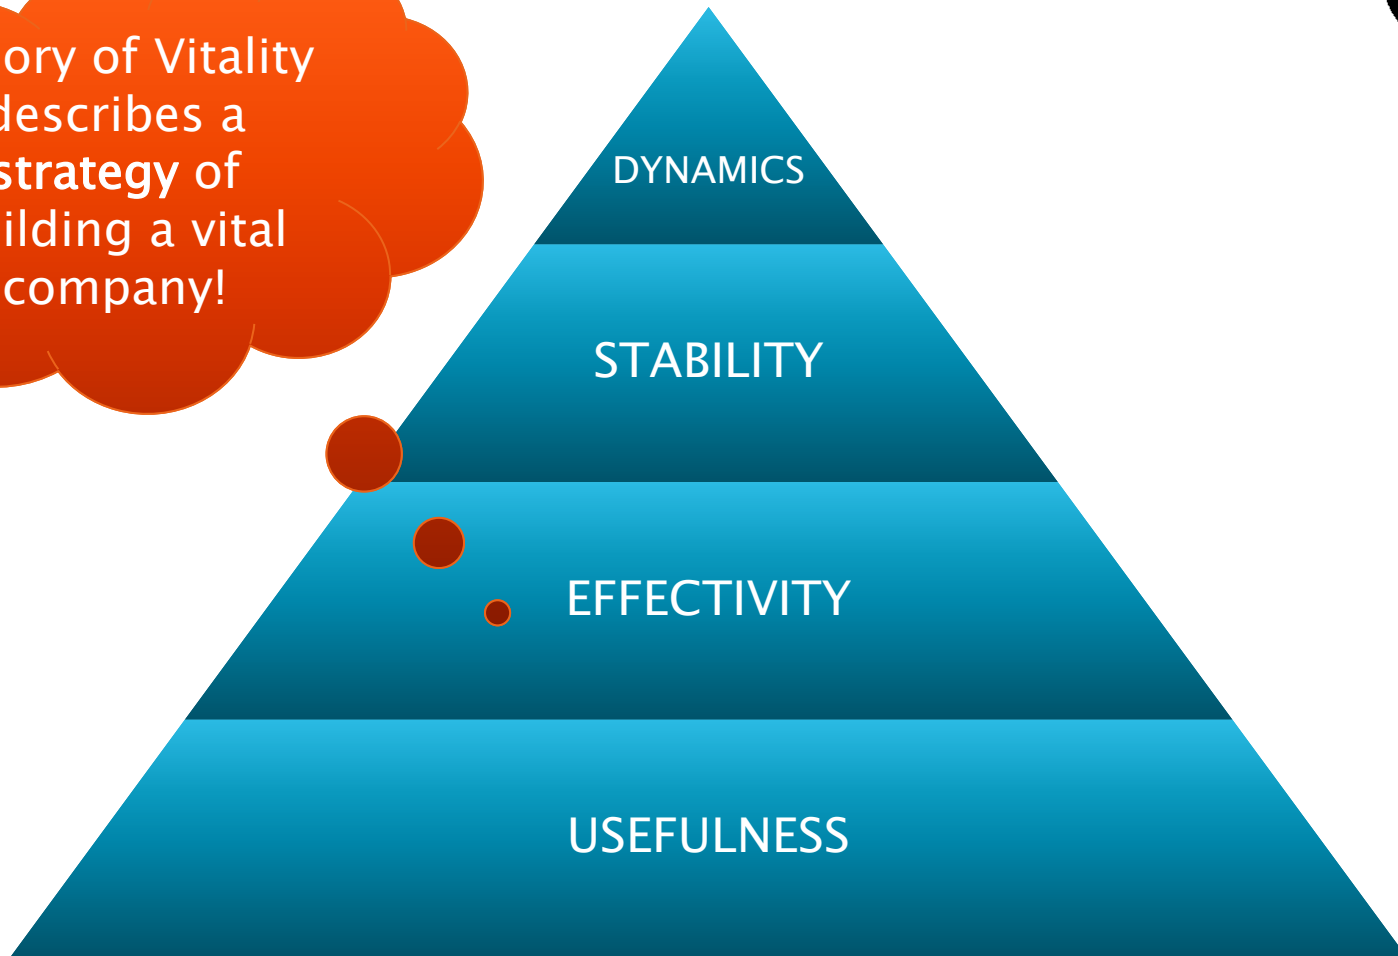 ory of Vitality
describes a
strategy of
ilding a vital
company!
DYNAMICS
STABILITY
EFFECTIVITY
USEFULNESS